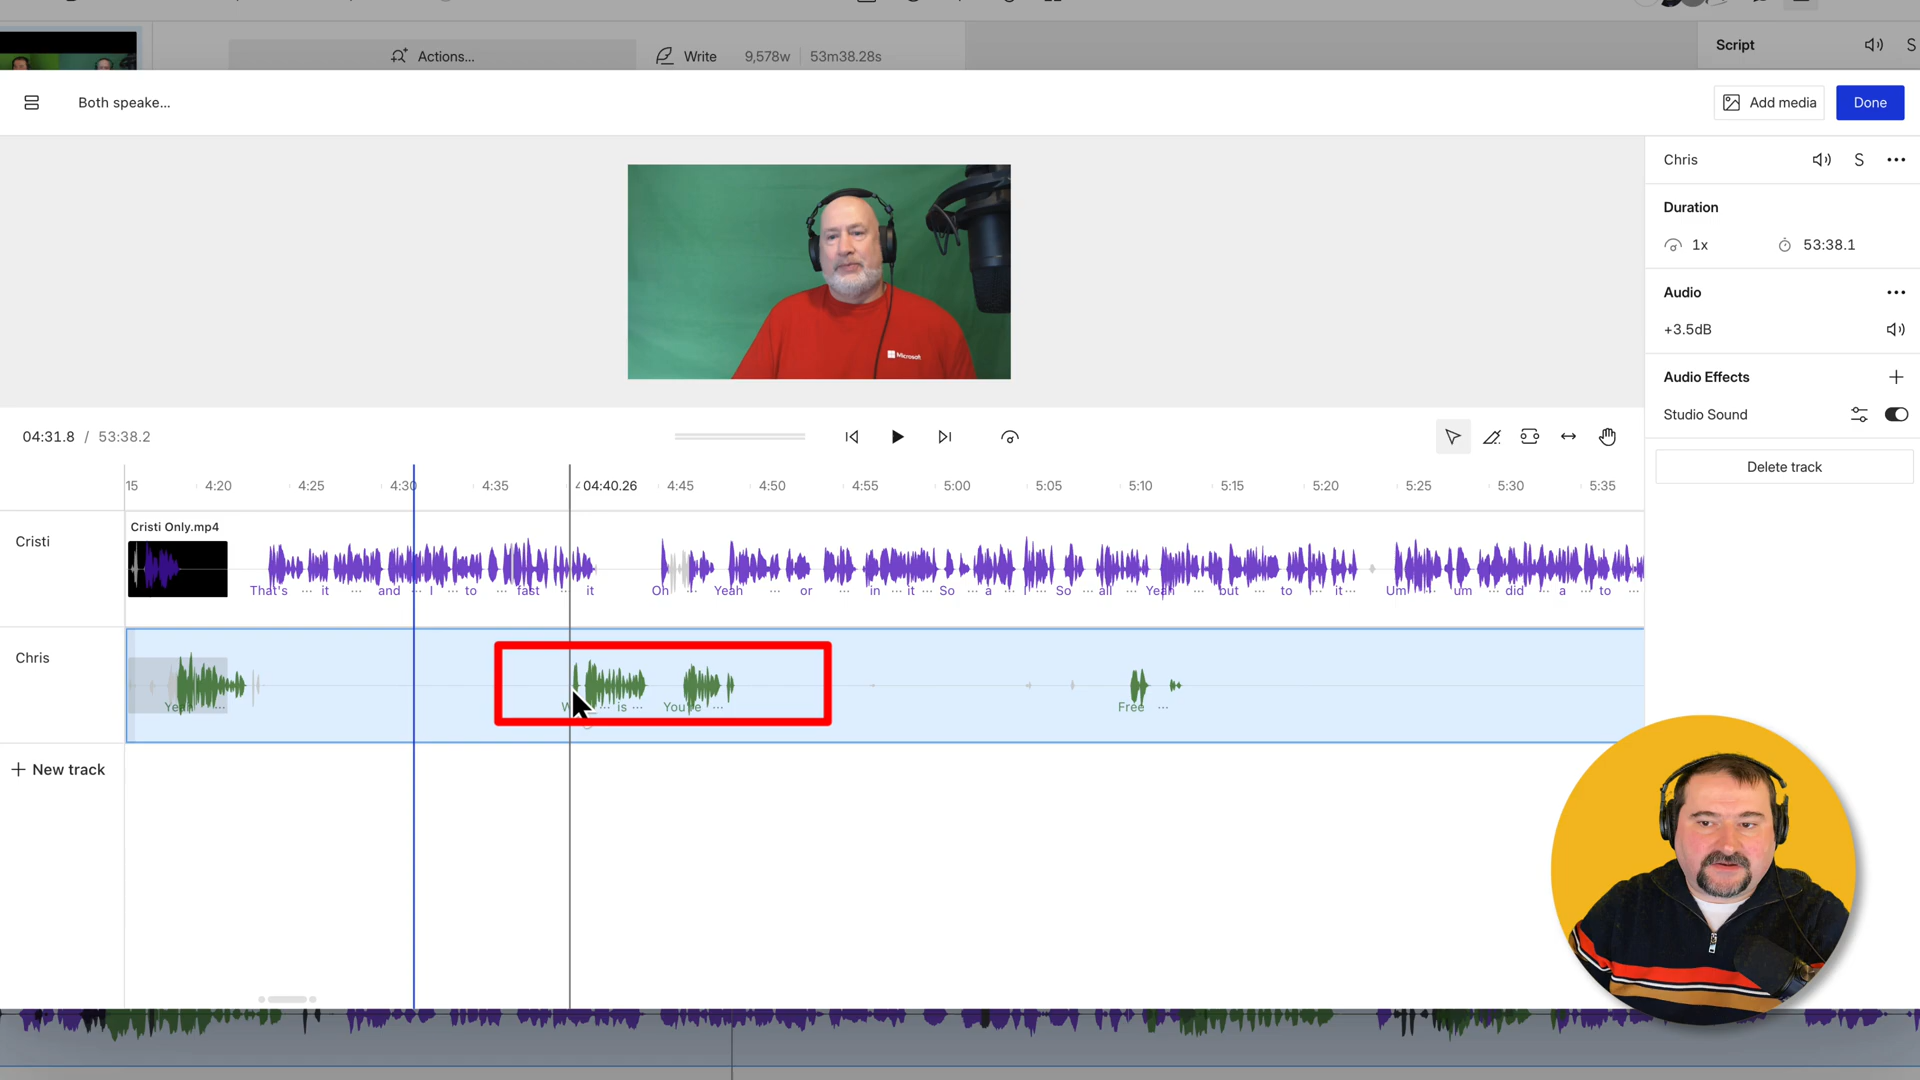 Actions...
Write 9,578w 53m38.28s
Script S
Both speake...
Add media Done
Chris S ...
Duration
1x 53:38.1
Audio ...
+3.5dB
Audio Effects
Studio Sound
Delete track
Microsoft
04:31.8 / 53:38.2
15 4:20 4:25 4:30 4:35 04:40.26 4:45 4:50 4:55 5:00 5:05 5:10 5:15 5:20 5:25 5:30 5:35
Cristi
Cristi Only.mp4
That's ... it ... and ... I ... to ... fast ... it Oh ... Yeah ... or ... in ... it ... So ... a ... I ... So ... all ... Yeah ... but ... to ... it ... Um ... um ... did ... a ... to ...
Chris
Yeah ... is ... You're ... Free ...
New track